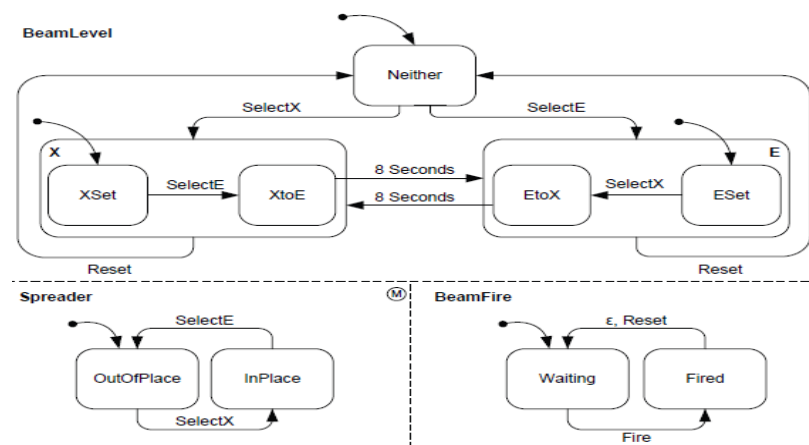 BeamLevel
Neither
SelectX
SelectE
X
E
XSet
SelectE
XtoE
8 Seconds
8 Seconds
EtoX
SelectX
ESet
Reset
Reset
Spreader
M
BeamFire
SelectE
ε, Reset
OutOfPlace
InPlace
Waiting
Fired
SelectX
Fire